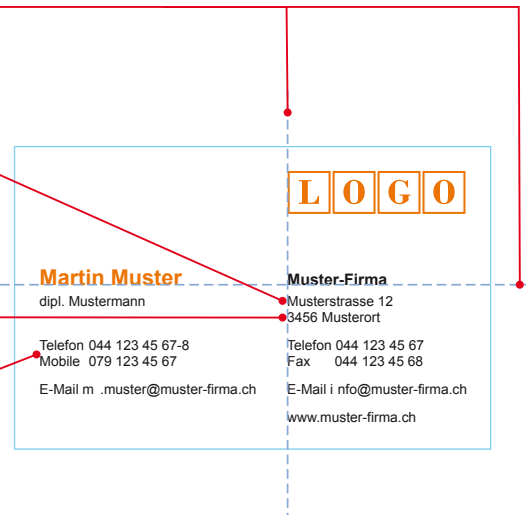 LOGO
Martin Muster
dipl. Mustermann
Telefon 044 123 45 67-8
Mobile 079 123 45 67
E-Mail m .muster@muster-firma.ch
Muster-Firma
Musterstrasse 12
3456 Musterort
Telefon 044 123 45 67
Fax 044 123 45 68
E-Mail i nfo@muster-firma.ch
www.muster-firma.ch